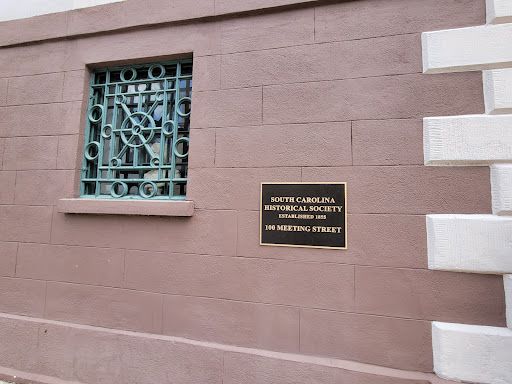 SOUTH CAROLINA
HISTORICAL SOCIETY
ESTABLISHED 1855
100 MEETING STREET